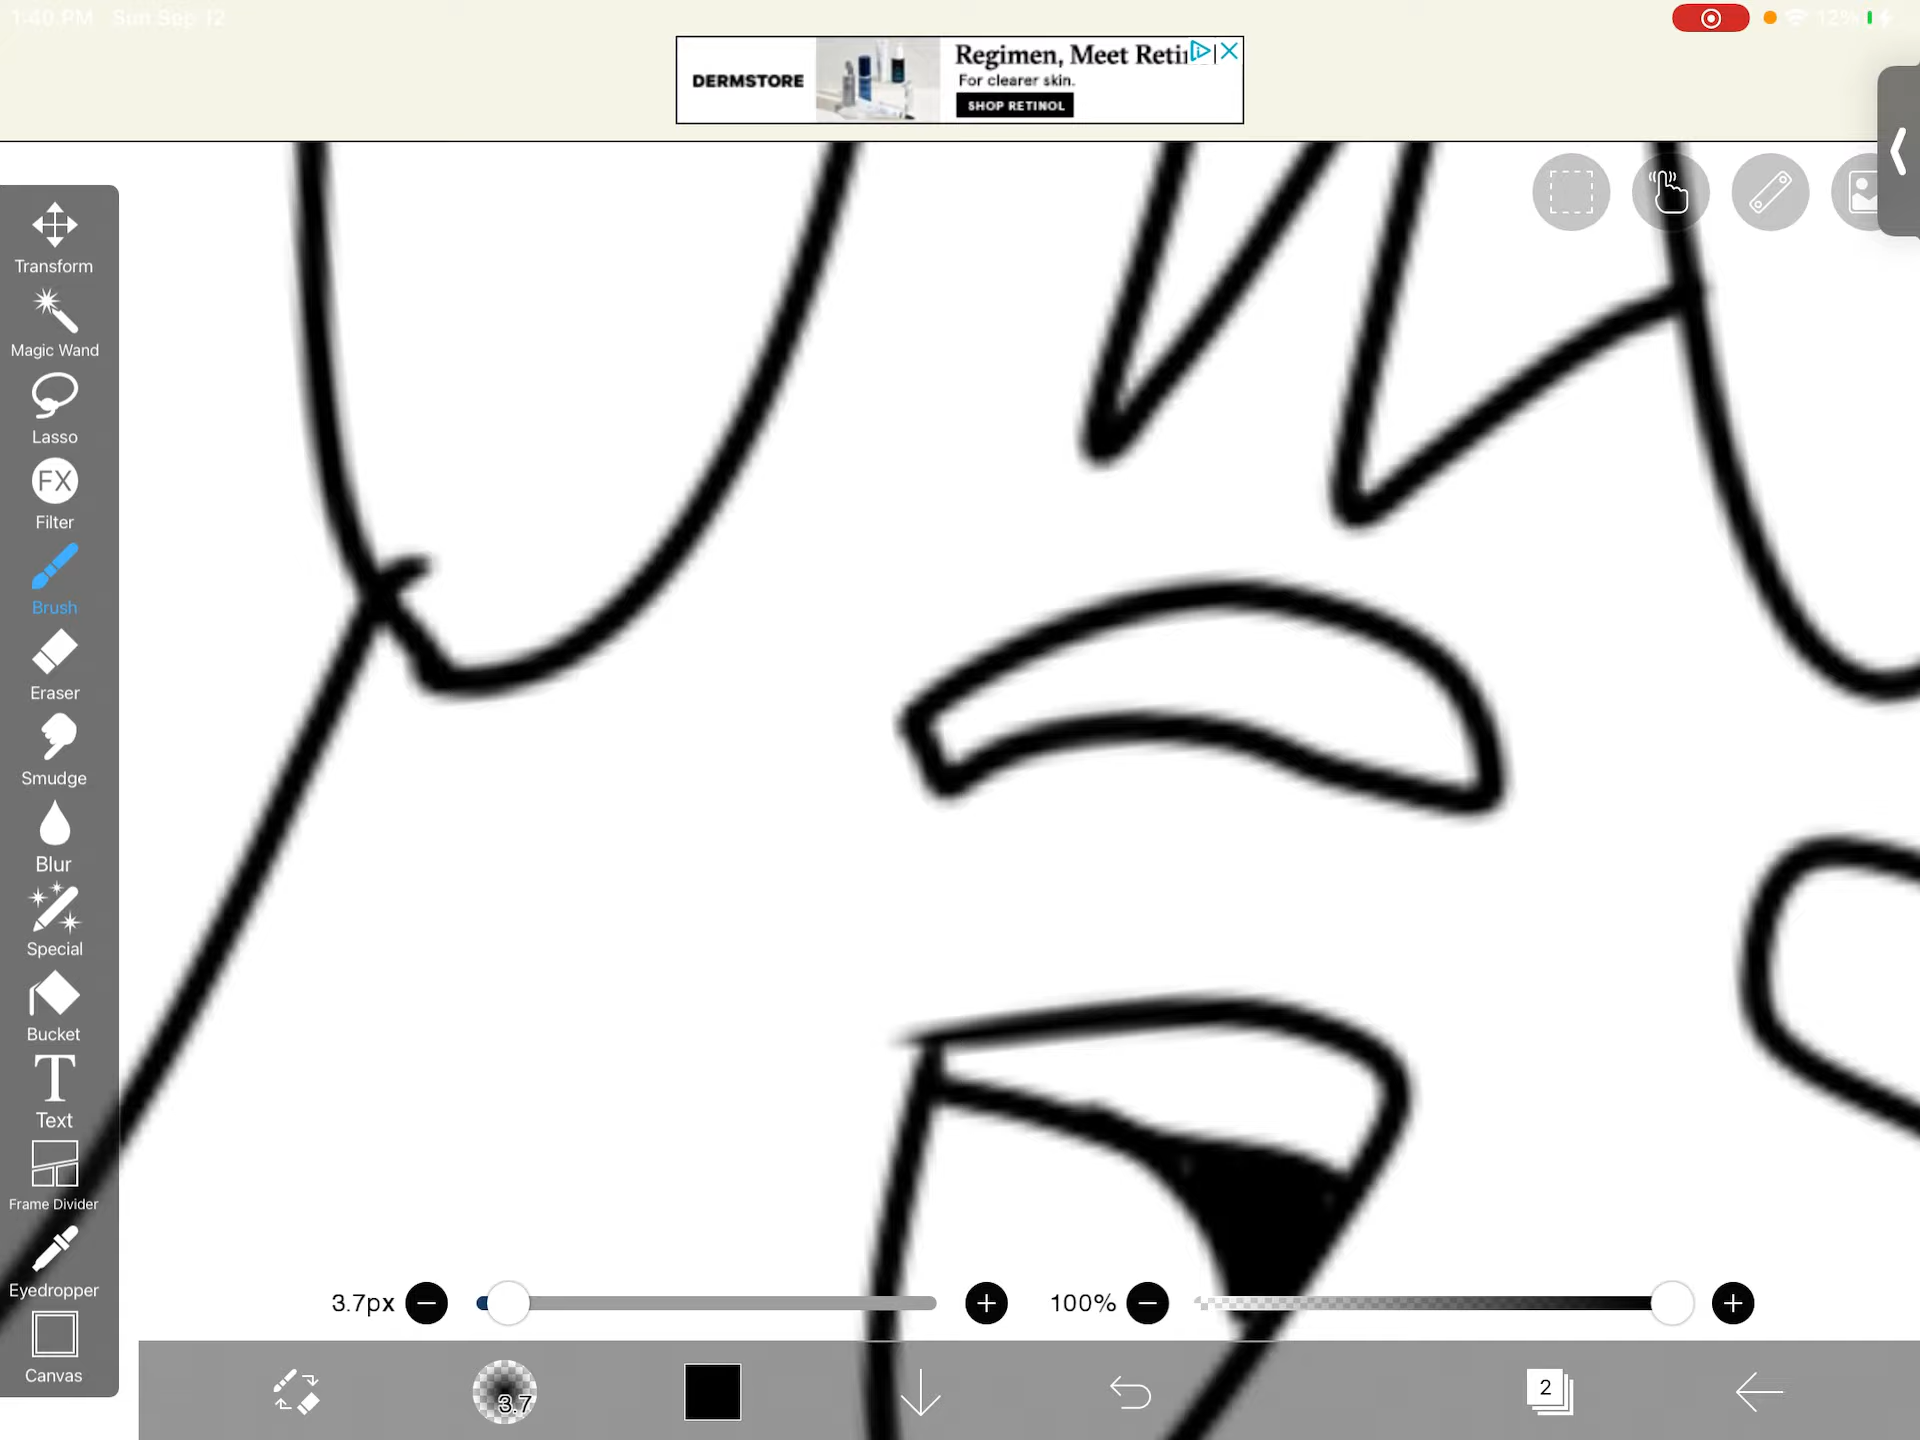 1:40 PM Sun Sep 12
12%
DERMSTORE
Regimen, Meet Reti
For clearer skin.
SHOP RETINOL
Transform
Magic Wand
Lasso
FX
Filter
Brush
Eraser
Smudge
Blur
Special
Bucket
T
Text
Frame Divider
Eyedropper
Canvas
3.7px
100%
3.7
2